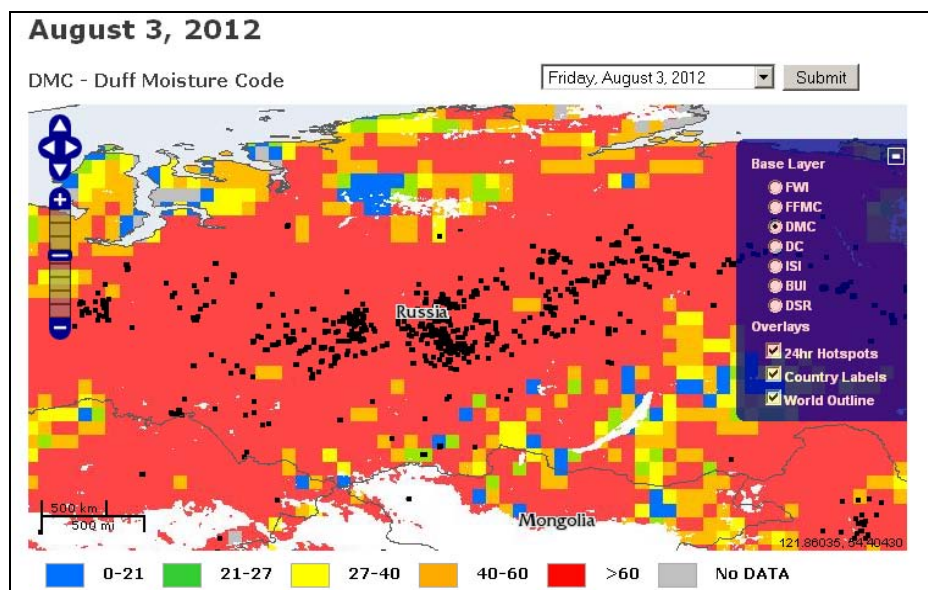 August 3, 2012
DMC - Duff Moisture Code
Friday, August 3, 2012
Submit
Base Layer
FWI
FFMC
DMC
DC
ISI
BUI
DSR
Overlays
24hr Hotspots
Country Labels
World Outline
Russia
Mongolia
500 km
500 mi
121.86035, 54.40430
0-21 21-27 27-40 40-60 >60 No DATA